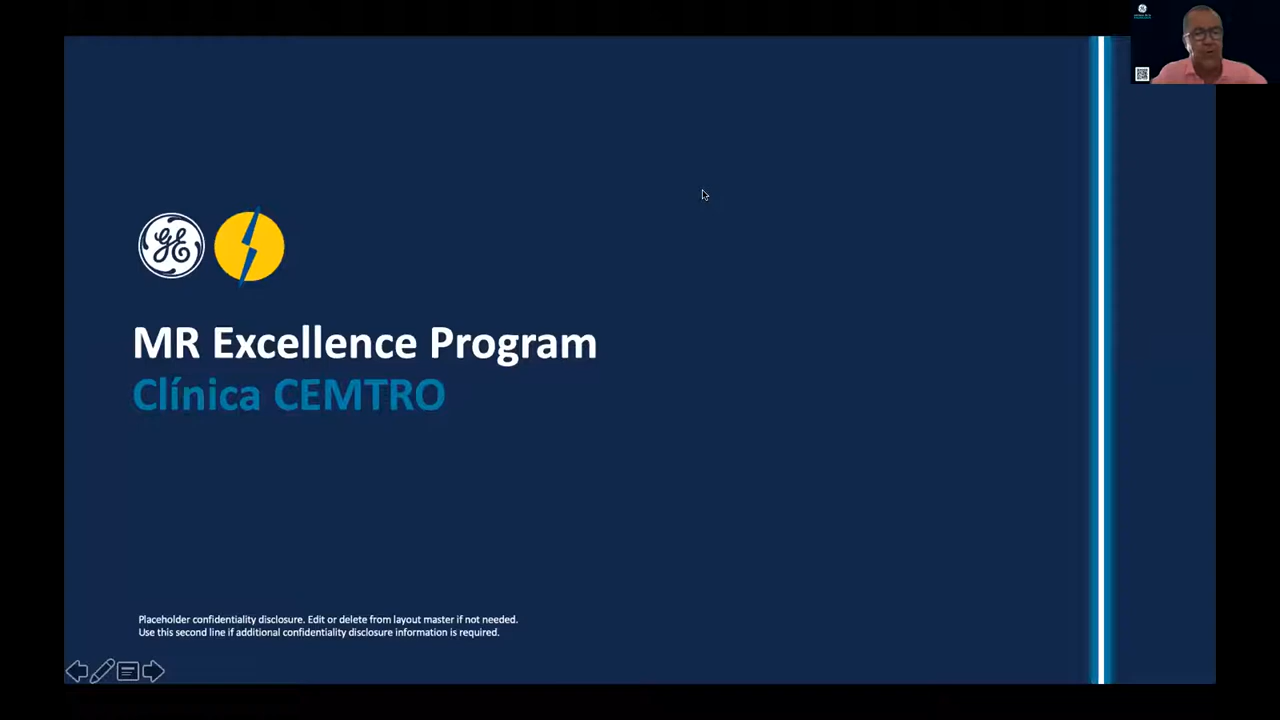 GE
MR Excellence Program
Clínica CEMTRO
Placeholder confidentiality disclosure. Edit or delete from layout master if not needed.
Use this second line if additional confidentiality disclosure information is required.